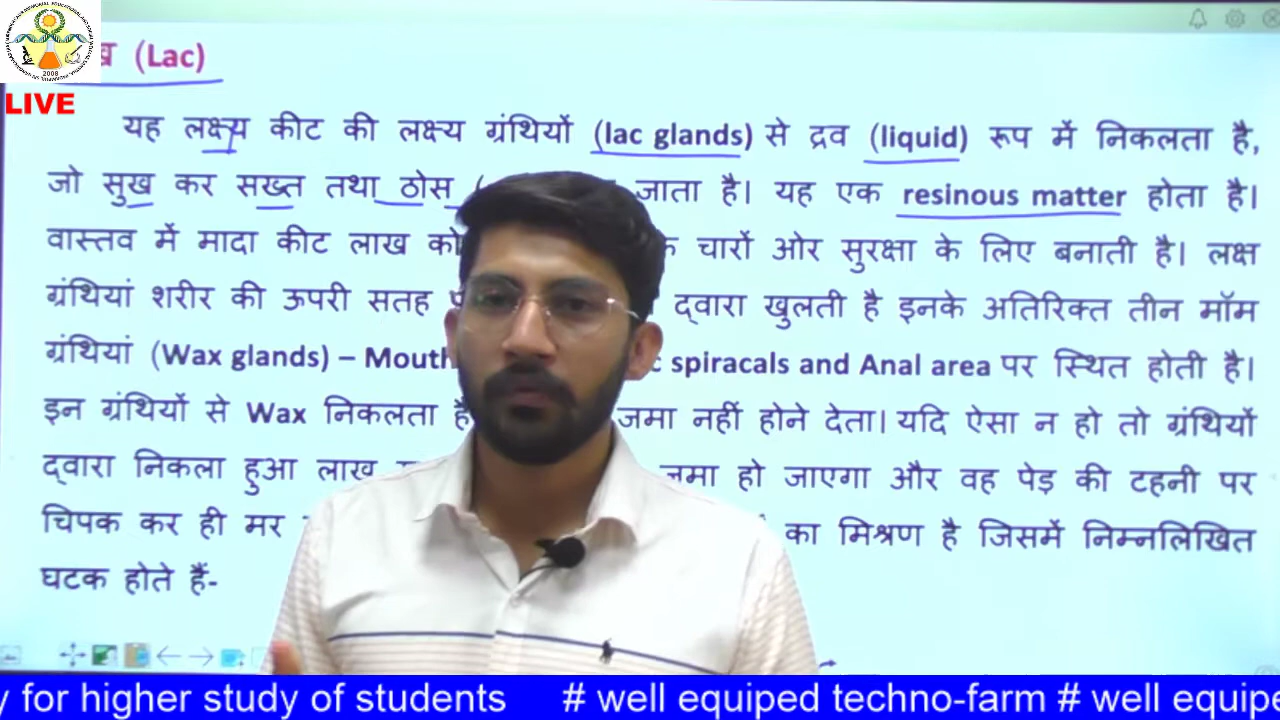 2008
LIVE
(Lac)
यह लक्ष्य कीट की लक्ष्य ग्रंथियों (lac glands) से द्रव (liquid) रूप में निकलता है,
जो सुख कर सख्त तथा ठोस ( जाता है। यह एक resinous matter होता है।
वास्तव में मादा कीट लाख को चारों ओर सुरक्षा के लिए बनाती है। लक्ष
ग्रंथियां शरीर की ऊपरी सतह द्वारा खुलती है इनके अतिरिक्त तीन मॉम
ग्रंथियां (Wax glands) – Mouth spiracals and Anal area पर स्थित होती है।
इन ग्रंथियों से Wax निकलता जमा नहीं होने देता। यदि ऐसा न हो तो ग्रंथियों
द्वारा निकला हुआ लाख जमा हो जाएगा और वह पेड़ की टहनी पर
चिपक कर ही मर का मिश्रण है जिसमें निम्नलिखित
घटक होते हैं-
y for higher study of students # well equiped techno-farm # well equipe